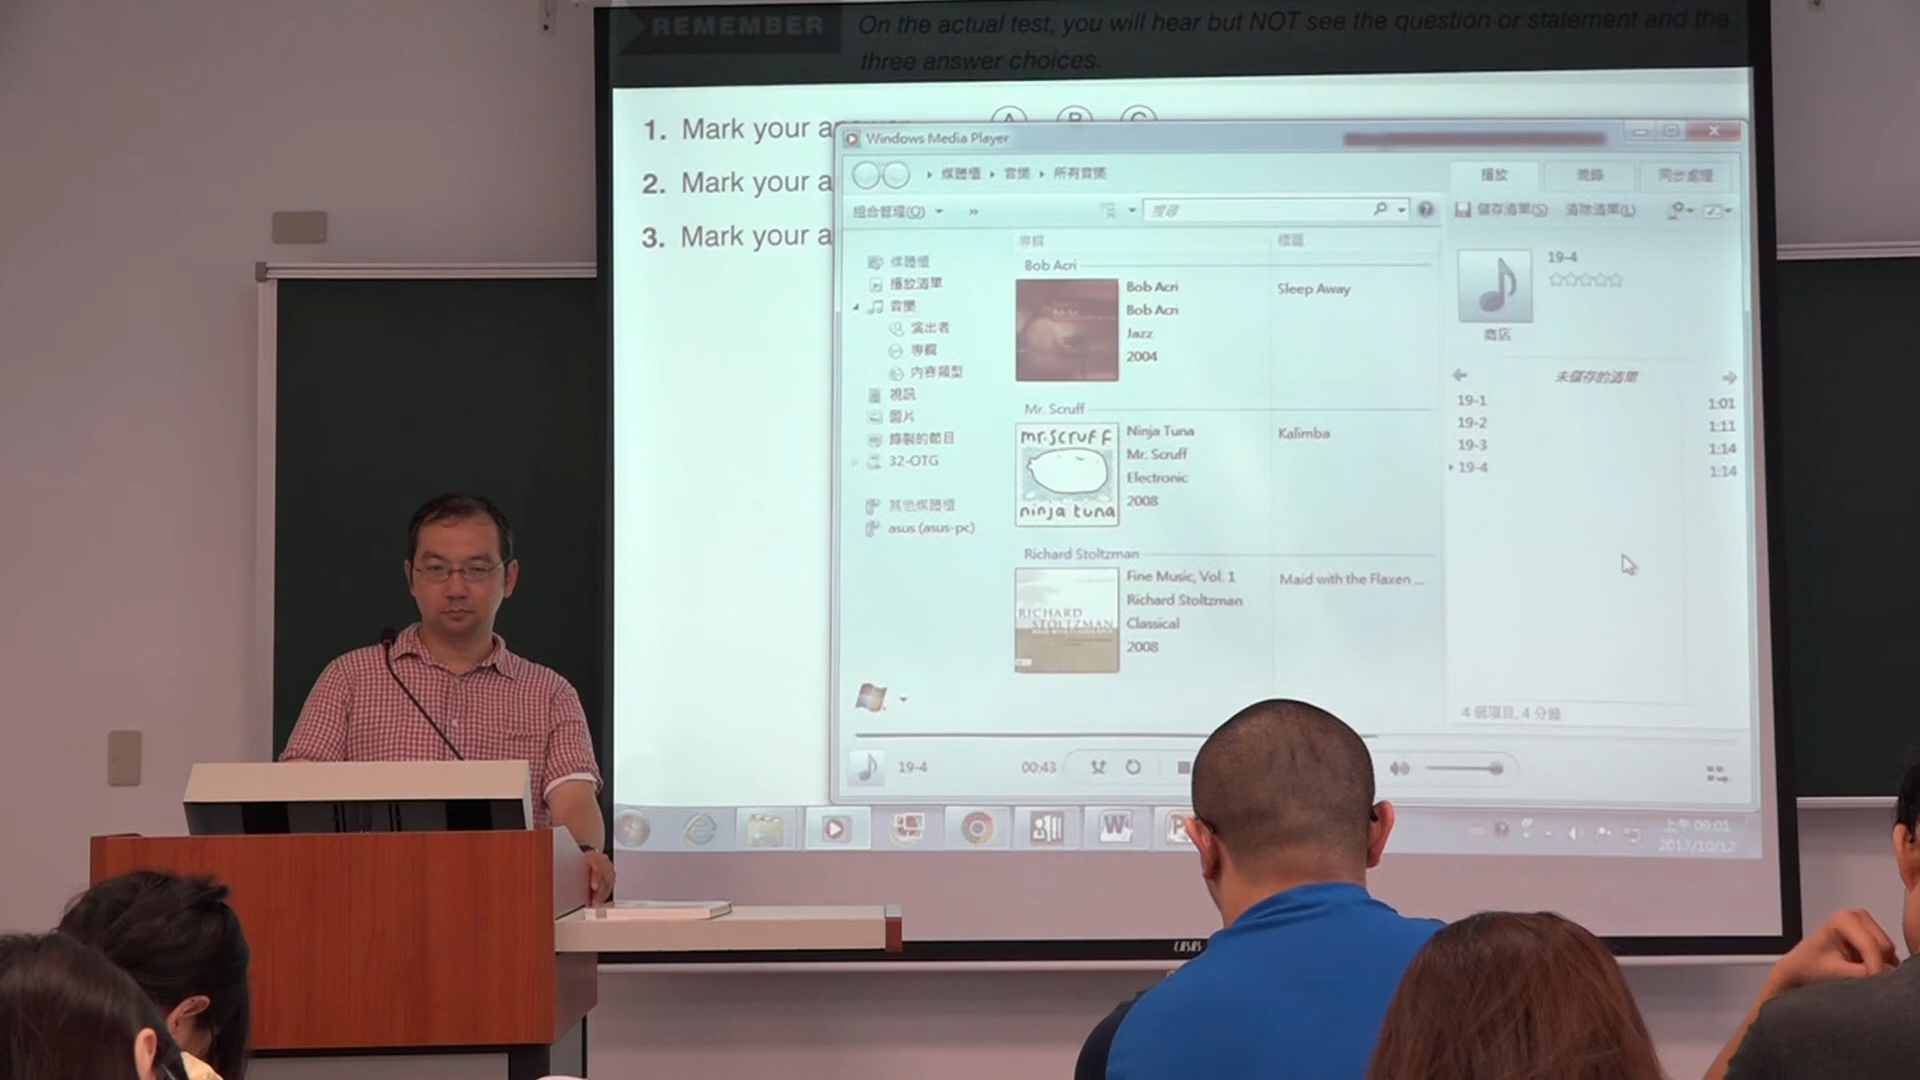 REMEMBER
On the actual test, you will hear but NOT see the question or statement and the
three answer choices.
1. Mark your
A B C
2. Mark your a
3. Mark your a
Windows Media Player
媒體櫃 音樂 所有音樂
播放 燒錄 同步處理
組合管理(O) » 搜尋
儲存清單(S) 清除清單(L)
媒體櫃
播放清單
音樂
演出者
專輯
內容類型
視訊
圖片
錄製的節目
32-OTG
其他媒體櫃
asus (asus-pc)
專輯 標題
Bob Acri
Bob Acri
Sleep Away
Bob Acri
Jazz
2004
Mr. Scruff
mr.scruff
ninja tuna
Ninja Tuna
Kalimba
Mr. Scruff
Electronic
2008
Richard Stoltzman
RICHARD
STOLTZMAN
Fine Music, Vol. 1
Maid with the Flaxen ...
Richard Stoltzman
Classical
2008
19-4
商店
未儲存的清單
19-1 1:01
19-2 1:11
19-3 1:14
19-4 1:14
4 個項目, 4 分鐘
19-4
00:43
W
P
上午 09:01
2017/10/12